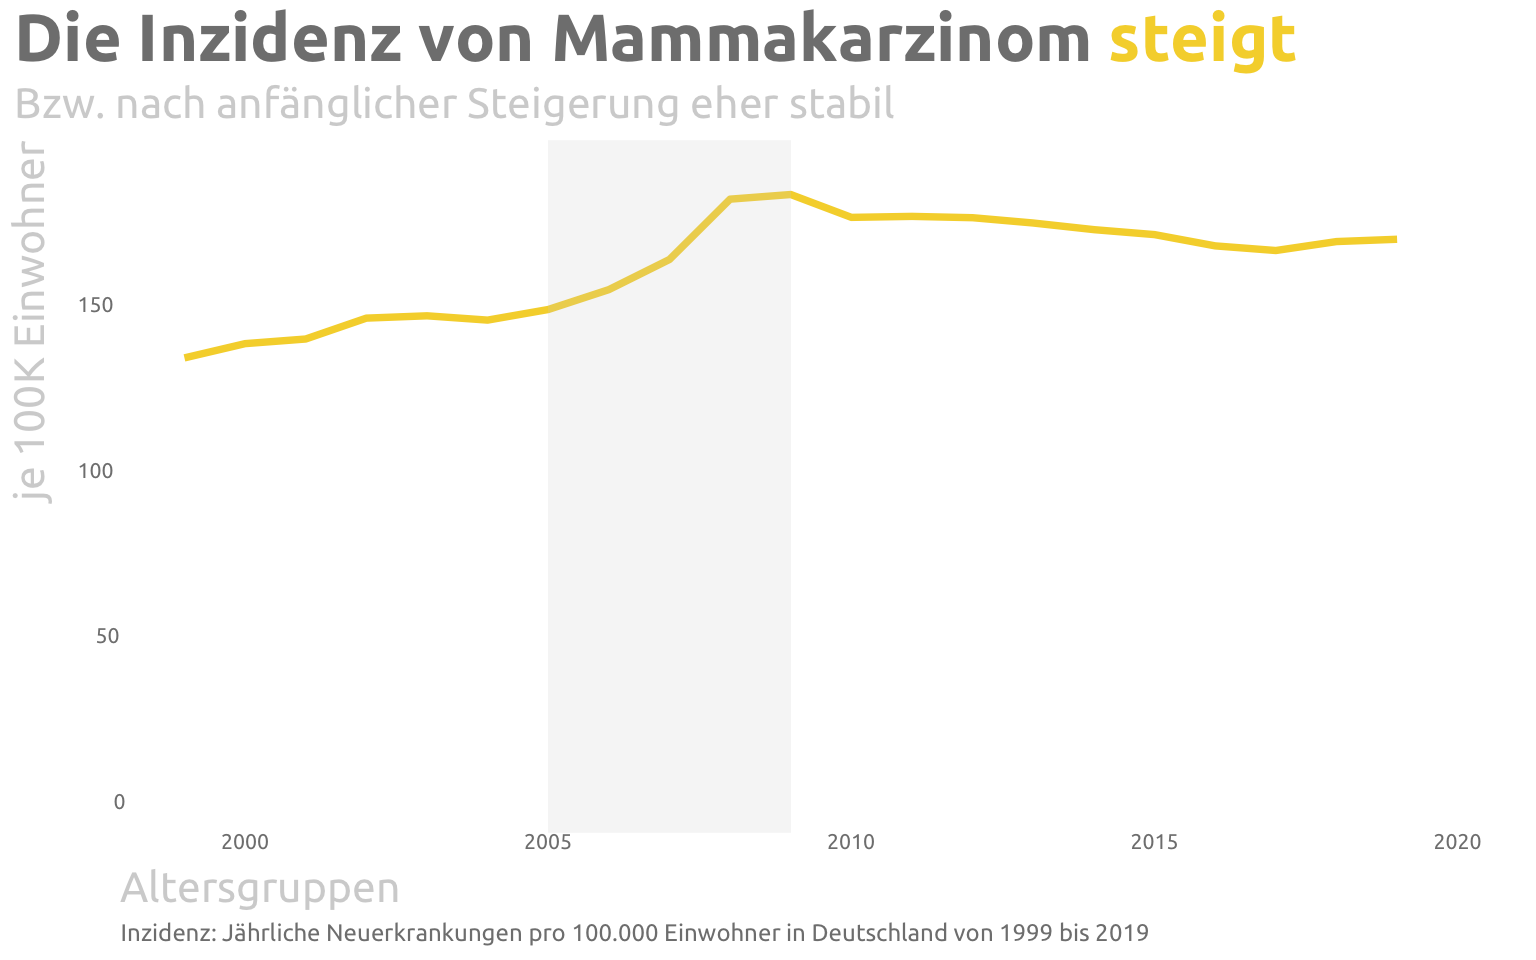 Die Inzidenz von Mammakarzinom steigt
Bzw. nach anfänglicher Steigerung eher stabil
je 100K Einwohner
150
100
50
0
2000
2005
2010
2015
2020
Altersgruppen
Inzidenz: Jährliche Neuerkrankungen pro 100.000 Einwohner in Deutschland von 1999 bis 2019